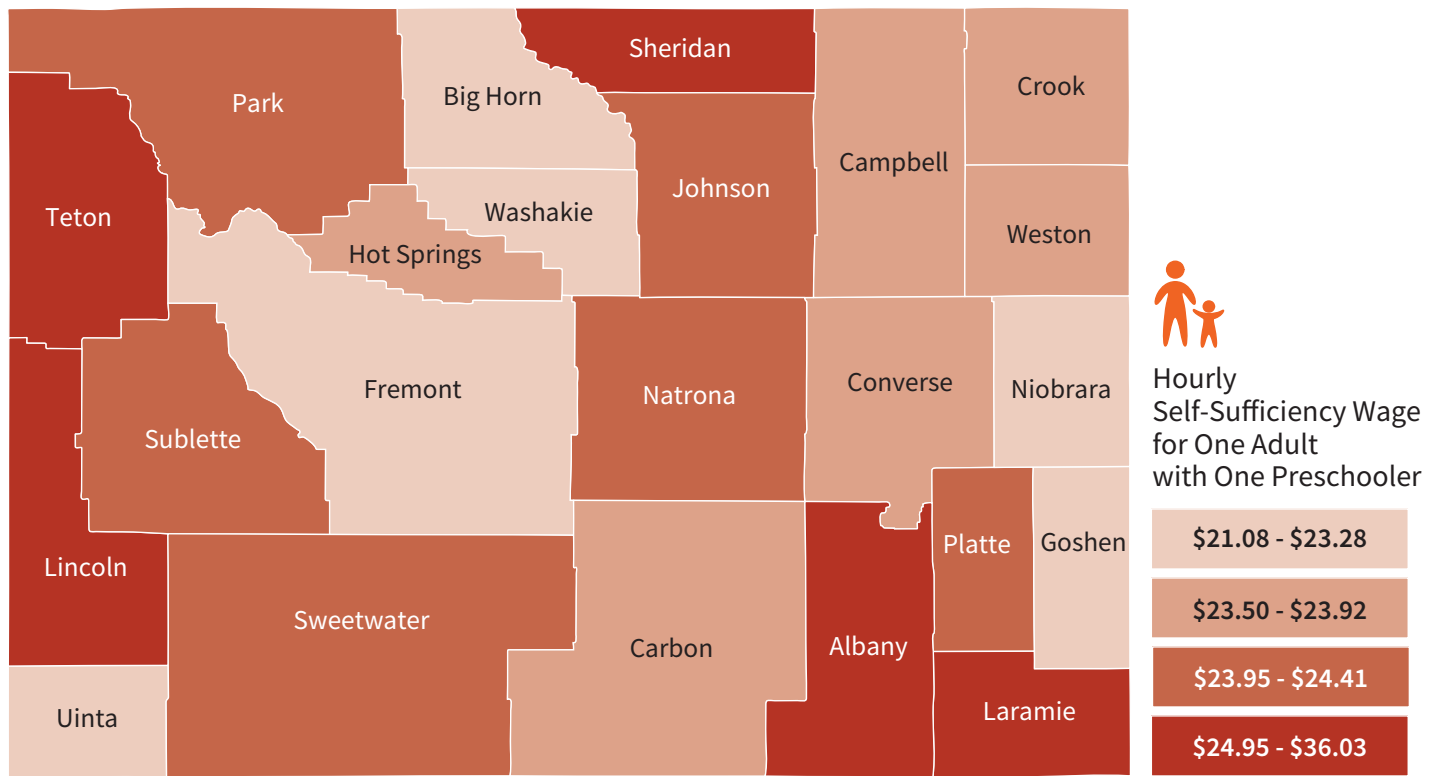 Sheridan
Park
Big Horn
Crook
Campbell
Johnson
Teton
Washakie
Weston
Hot Springs
Fremont
Natrona
Converse
Niobrara
Sublette
Lincoln
Platte
Goshen
Sweetwater
Carbon
Albany
Uinta
Laramie
Hourly
Self-Sufficiency Wage
for One Adult
with One Preschooler
$21.08 - $23.28
$23.50 - $23.92
$23.95 - $24.41
$24.95 - $36.03